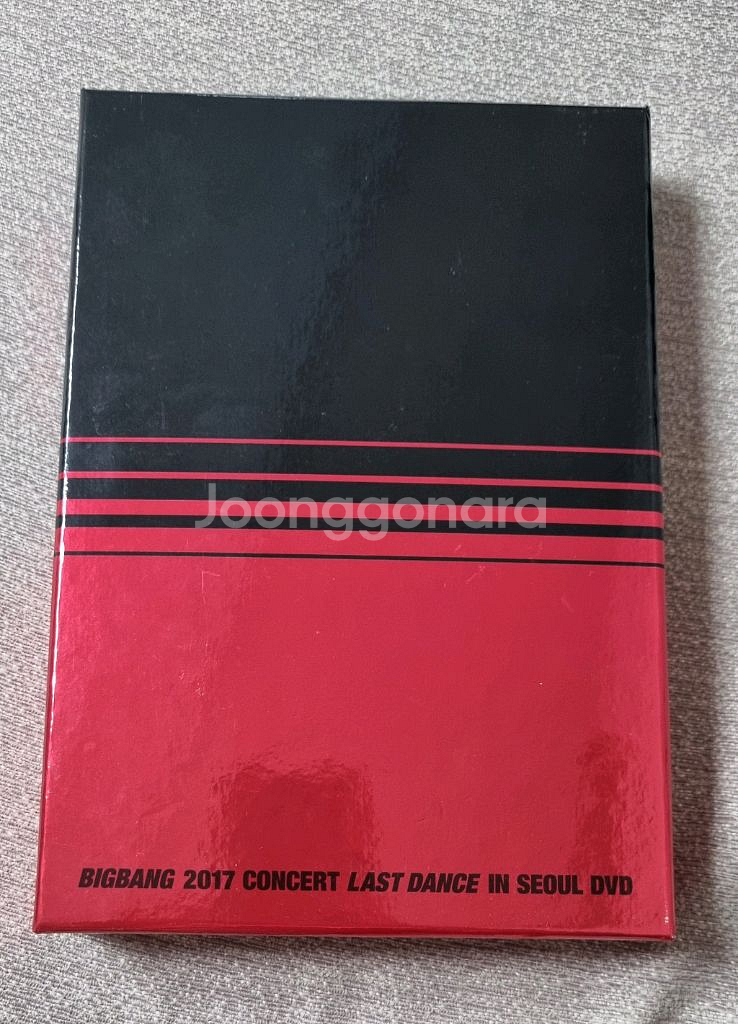 Joonggonara
BIGBANG 2017 CONCERT LAST DANCE IN SEOUL DVD